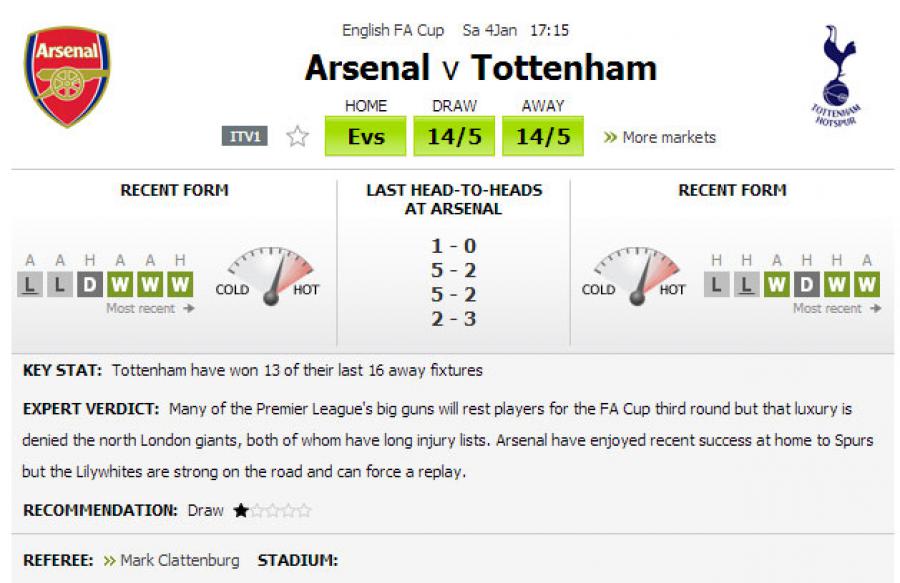 Arsenal
English FA Cup Sa 4Jan 17:15
Arsenal v Tottenham
HOME DRAW AWAY
ITV1 Evs 14/5 14/5 » More markets
TOTTENHAM
HOTSPUR
RECENT FORM
A A H A A H
L L D W W W
Most recent →
COLD HOT
LAST HEAD-TO-HEADS
AT ARSENAL
1 - 0
5 - 2
5 - 2
2 - 3
RECENT FORM
COLD HOT
H H A H H A
L L W D W W
Most recent →
KEY STAT: Tottenham have won 13 of their last 16 away fixtures
EXPERT VERDICT: Many of the Premier League's big guns will rest players for the FA Cup third round but that luxury is
denied the north London giants, both of whom have long injury lists. Arsenal have enjoyed recent success at home to Spurs
but the Lilywhites are strong on the road and can force a replay.
RECOMMENDATION: Draw ★☆☆☆☆
REFEREE: » Mark Clattenburg STADIUM: